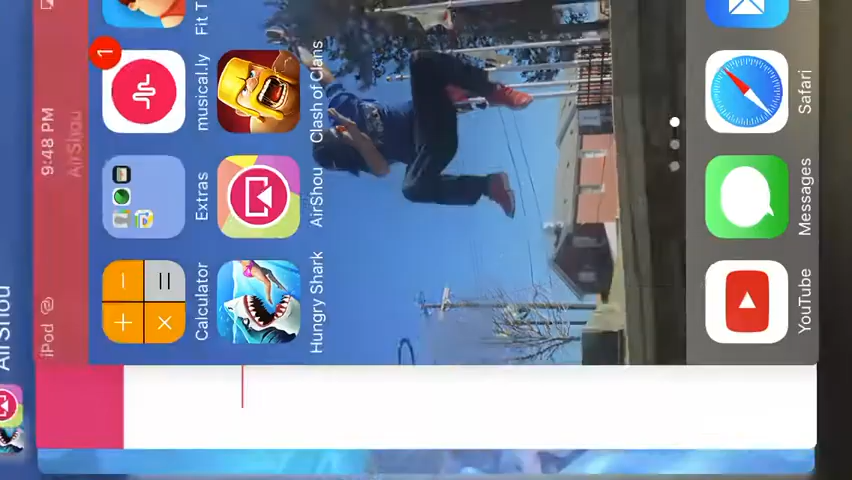 iPod 9:48 PM
AirShou
1
Calculator Extras musical.ly Fit T
Hungry Shark AirShou Clash of Clans
YouTube Messages Safari
AirShou